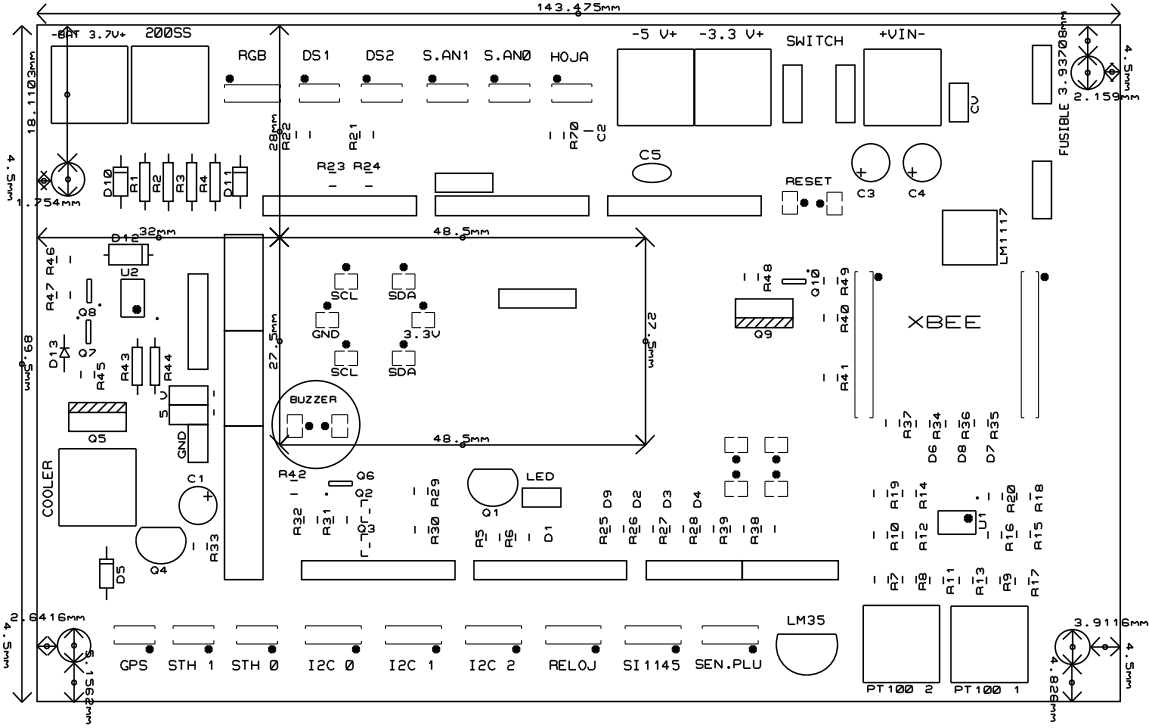 143.475mm
-BAT 3.7V+
200SS
RGB
DS1
DS2
S.AN1
S.AN0
HOJA
-5 V+
-3.3 V+
SWITCH
+VIN-
CV
FUSIBLE
3.93708mm
4.5mm
2.159mm
18.1103mm
28mm
R22
R21
R70
C2
R23
R24
C5
RESET
C3
C4
4.5mm
1.754mm
D10
R1
R2
R3
R4
D11
LM1117
32mm
48.5mm
D12
U2
R46
R47
Q8
Q7
D13
R45
R43
R44
SCL
SDA
GND
3.3V
SCL
SDA
27.5mm
27.5mm
89.5mm
R48
Q10
R49
Q9
R40
R41
XBEE
5 V
GND
Q5
BUZZER
48.5mm
R37
R34
R36
R35
D6
D8
D7
COOLER
C1
R42
Q6
Q2
Q3
R29
R30
R32
R31
LED
Q1
R5
R6
D1
D9
D2
D3
D4
R25
R26
R27
R28
R39
R38
R19
R14
R20
R18
U1
R10
R12
R16
R15
R7
R8
R11
R13
R9
R17
Q4
R33
D5
2.6416mm
4.5mm
5.1562mm
GPS
STH 1
STH 0
I2C 0
I2C 1
I2C 2
RELOJ
SI1145
SEN.PLU
LM35
PT100 2
PT100 1
3.9116mm
4.5mm
4.826mm